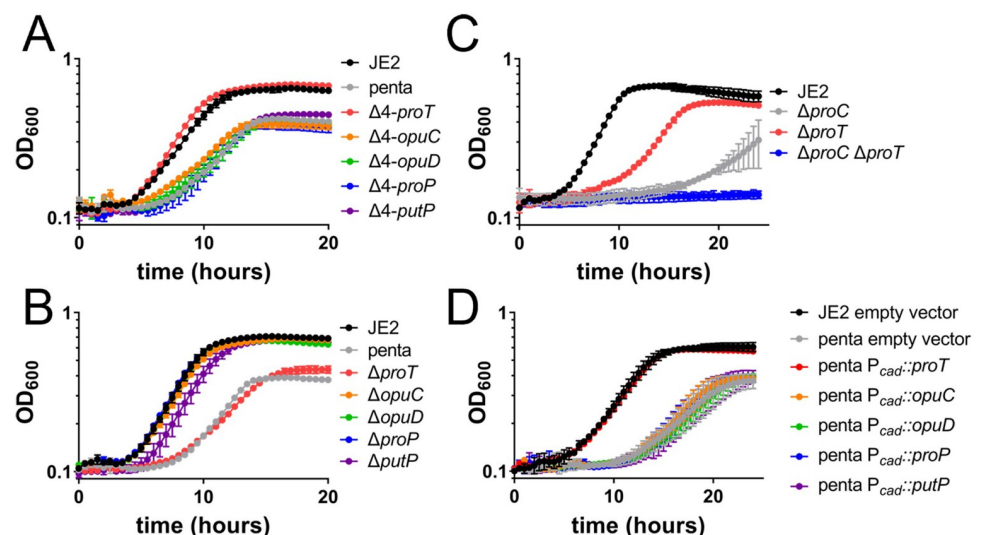 A
1
0.1
OD600
0
10
20
time (hours)
JE2
penta
ΔproT
Δ4-proT
Δ4-opuC
Δ4-opuD
Δ4-proP
Δ4-putP
C
1
0.1
OD600
0
10
20
time (hours)
JE2
ΔproC
ΔproT
ΔproC ΔproT
B
1
0.1
OD600
0
10
20
time (hours)
JE2
penta
ΔproT
ΔopuC
ΔopuD
ΔproP
ΔputP
D
1
0.1
OD600
0
10
20
time (hours)
JE2 empty vector
penta empty vector
penta Pcad::proT
penta Pcad::opuC
penta Pcad::opuD
penta Pcad::proP
penta Pcad::putP